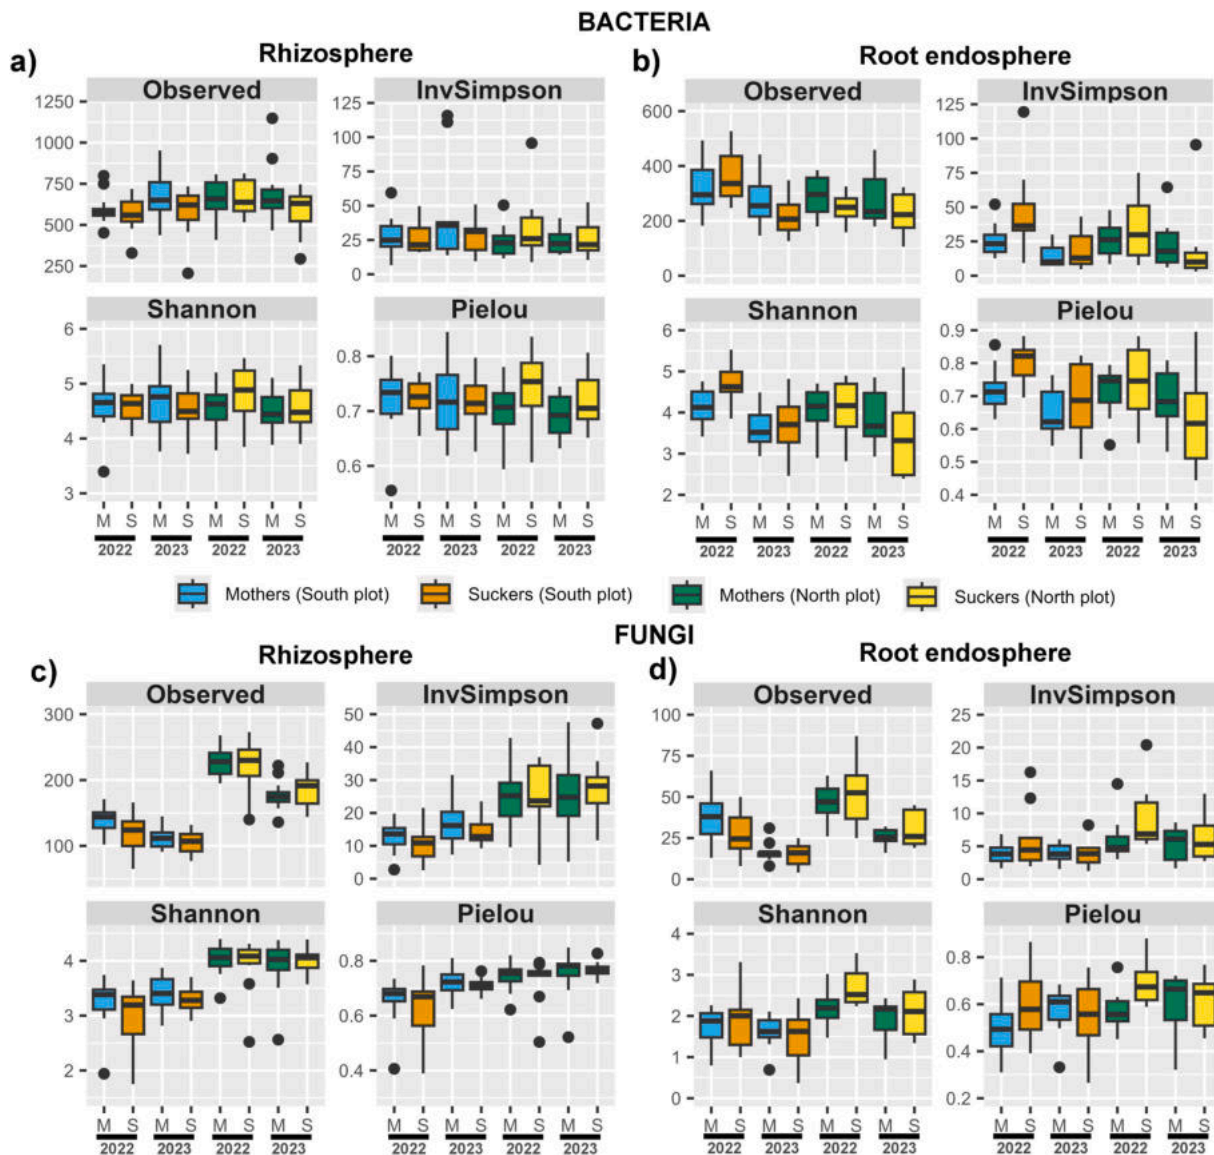 BACTERIA
a)
Rhizosphere
b)
Root endosphere
Observed
InvSimpson
Observed
InvSimpson
1250
1000
750
500
250
125
100
75
50
25
0
600
400
200
0
125
100
75
50
25
0
Shannon
Pielou
Shannon
Pielou
6
5
4
3
0.8
0.7
0.6
6
5
4
3
2
0.9
0.8
0.7
0.6
0.5
0.4
M S M S M S M S
M S M S M S M S
M S M S M S M S
M S M S M S M S
2022 2023 2022 2023
2022 2023 2022 2023
2022 2023 2022 2023
2022 2023 2022 2023
Mothers (South plot)
Suckers (South plot)
Mothers (North plot)
Suckers (North plot)
FUNGI
c)
Rhizosphere
d)
Root endosphere
Observed
InvSimpson
Observed
InvSimpson
300
200
100
50
40
30
20
10
0
100
75
50
25
0
25
20
15
10
5
0
Shannon
Pielou
Shannon
Pielou
4
3
2
0.8
0.6
0.4
4
3
2
1
0
0.8
0.6
0.4
0.2
M S M S M S M S
M S M S M S M S
M S M S M S M S
M S M S M S M S
2022 2023 2022 2023
2022 2023 2022 2023
2022 2023 2022 2023
2022 2023 2022 2023